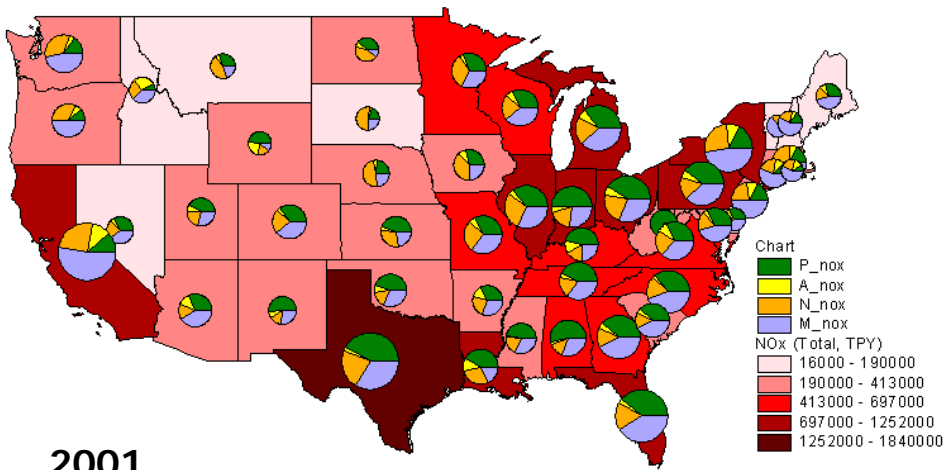 Chart
P_nox
A_nox
N_nox
M_nox
NOx (Total, TPY)
16000 - 190000
190000 - 413000
413000 - 697000
697000 - 1252000
1252000 - 1840000
2001